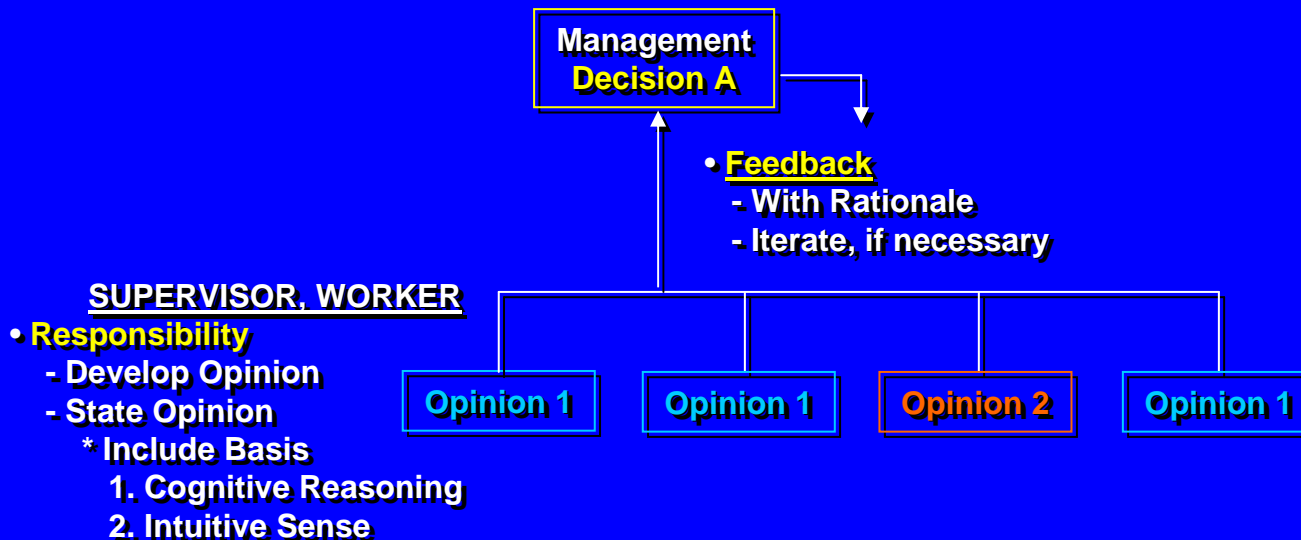 Management
Decision A
• Feedback
- With Rationale
- Iterate, if necessary
SUPERVISOR, WORKER
• Responsibility
- Develop Opinion
- State Opinion
* Include Basis
1. Cognitive Reasoning
2. Intuitive Sense
Opinion 1
Opinion 1
Opinion 2
Opinion 1